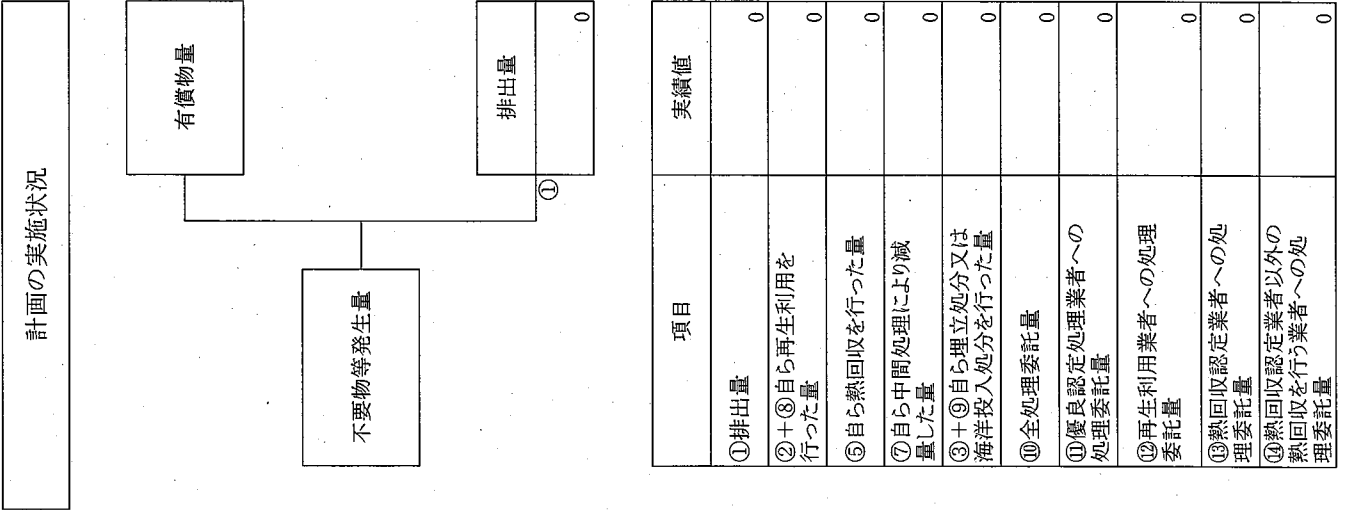 計画の実施状況
有償物量
不要物等発生量
排出量
①
0
項目
実績値
①排出量
0
②+⑧自ら再生利用を
行った量
0
⑤自ら熱回収を行った量
0
⑦自ら中間処理により減
量した量
0
③+⑨自ら埋立処分又は
海洋投入処分を行った量
0
⑩全処理委託量
0
⑪優良認定処理業者への
処理委託量
0
⑫再生利用業者への処理
委託量
0
⑬熱回収認定業者への処
理委託量
0
⑭熱回収認定業者以外の
熱回収を行う業者への処
理委託量
0